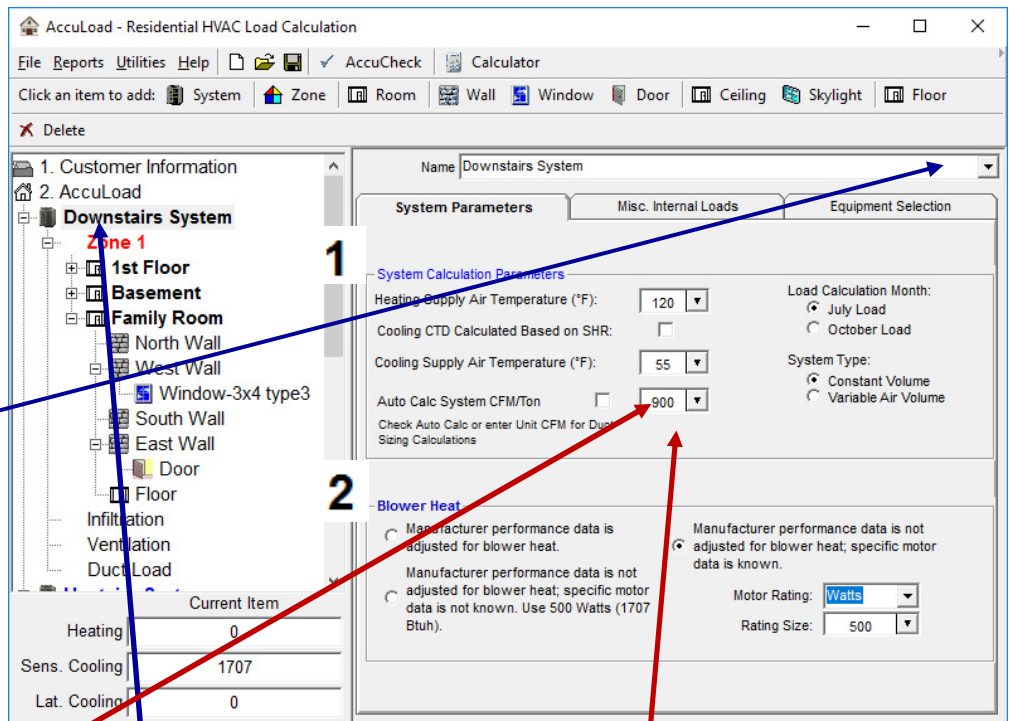 AccuLoad - Residential HVAC Load Calculation
File Reports Utilities Help AccuCheck Calculator
Click an item to add: System Zone Room Wall Window Door Ceiling Skylight Floor
Delete
1. Customer Information
2. AccuLoad
Downstairs System
Zone 1
1st Floor
Basement
Family Room
North Wall
West Wall
Window-3x4 type3
South Wall
East Wall
Door
Floor
Infiltration
Ventilation
Duct Load
Current Item
Heating 0
Sens. Cooling 1707
Lat. Cooling 0
Name Downstairs System
System Parameters Misc. Internal Loads Equipment Selection
1
System Calculation Parameters
Heating Supply Air Temperature (°F): 120
Cooling CTD Calculated Based on SHR:
Cooling Supply Air Temperature (°F): 55
Auto Calc System CFM/Ton 900
Check Auto Calc or enter Unit CFM for Duct
Sizing Calculations
Load Calculation Month:
July Load
October Load
System Type:
Constant Volume
Variable Air Volume
2
Blower Heat
Manufacturer performance data is
adjusted for blower heat.
Manufacturer performance data is not
adjusted for blower heat; specific motor
data is not known. Use 500 Watts (1707
Btuh).
Manufacturer performance data is not
adjusted for blower heat; specific motor
data is known.
Motor Rating: Watts
Rating Size: 500